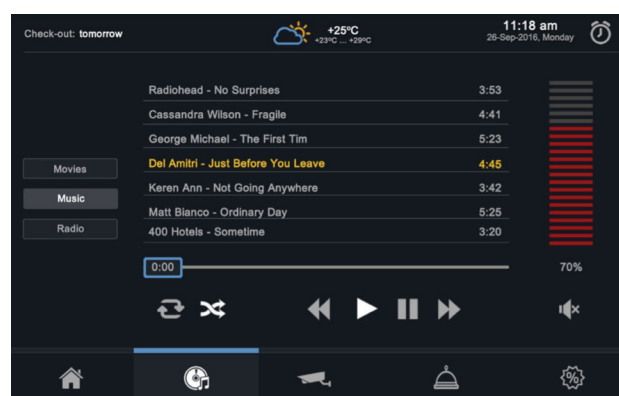 Check-out: tomorrow
+25°C
+23°C ... +29°C
11:18 am
26-Sep-2016, Monday
Radiohead - No Surprises 3:53
Cassandra Wilson - Fragile 4:41
George Michael - The First Tim 5:23
Movies
Del Amitri - Just Before You Leave 4:45
Keren Ann - Not Going Anywhere 3:42
Music
Matt Bianco - Ordinary Day 5:25
Radio
400 Hotels - Sometime 3:20
0:00
70%
%